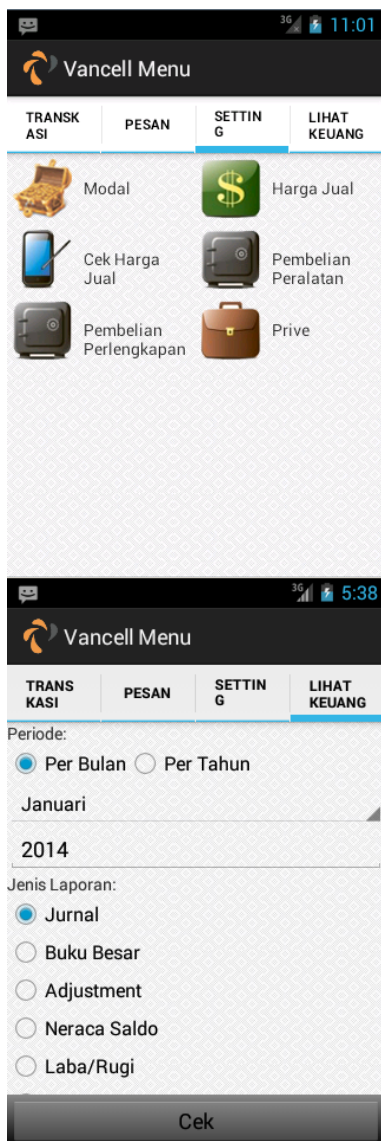 3G 11:01
Vancell Menu
TRANSK
ASI
PESAN
SETTIN
G
LIHAT
KEUANG
Modal
Harga Jual
Cek Harga
Jual
Pembelian
Peralatan
Pembelian
Perlengkapan
Prive
3G 5:38
Vancell Menu
TRANS
KASI
PESAN
SETTIN
G
LIHAT
KEUANG
Periode:
Per Bulan Per Tahun
Januari
2014
Jenis Laporan:
Jurnal
Buku Besar
Adjustment
Neraca Saldo
Laba/Rugi
Cek